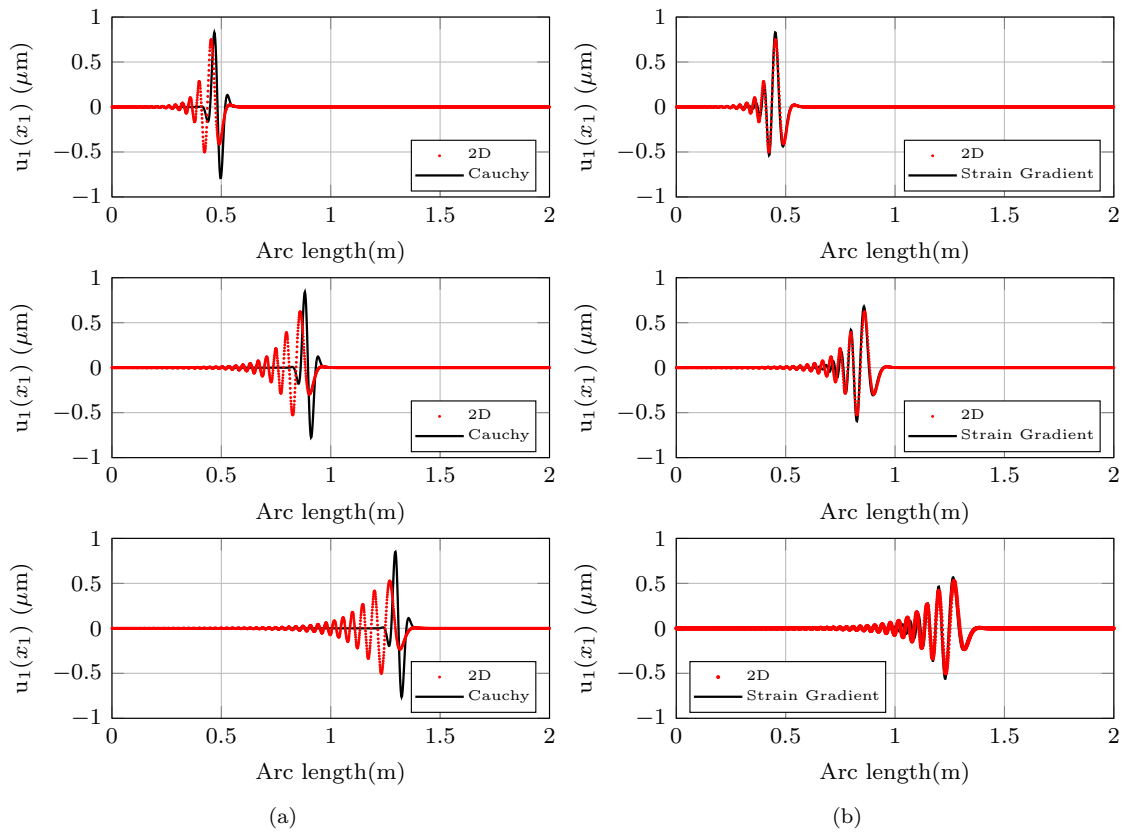 1
0.5
0
−0.5
−1
u1(x1) (μm)
2D
Cauchy
0 0.5 1 1.5 2
Arc length(m)
1
0.5
0
−0.5
−1
u1(x1) (μm)
2D
Strain Gradient
0 0.5 1 1.5 2
Arc length(m)
1
0.5
0
−0.5
−1
u1(x1) (μm)
2D
Cauchy
0 0.5 1 1.5 2
Arc length(m)
1
0.5
0
−0.5
−1
u1(x1) (μm)
2D
Strain Gradient
0 0.5 1 1.5 2
Arc length(m)
1
0.5
0
−0.5
−1
u1(x1) (μm)
2D
Cauchy
0 0.5 1 1.5 2
Arc length(m)
1
0.5
0
−0.5
−1
u1(x1) (μm)
2D
Strain Gradient
0 0.5 1 1.5 2
Arc length(m)
(a)
(b)